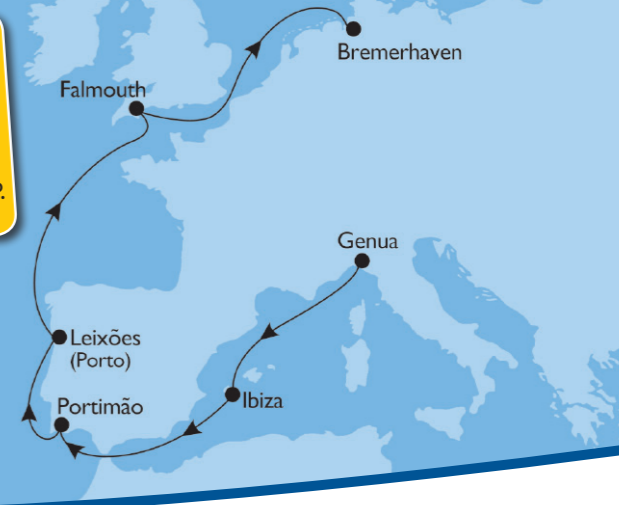 Bremerhaven
Falmouth
Genua
Leixões
(Porto)
Ibiza
Portimão